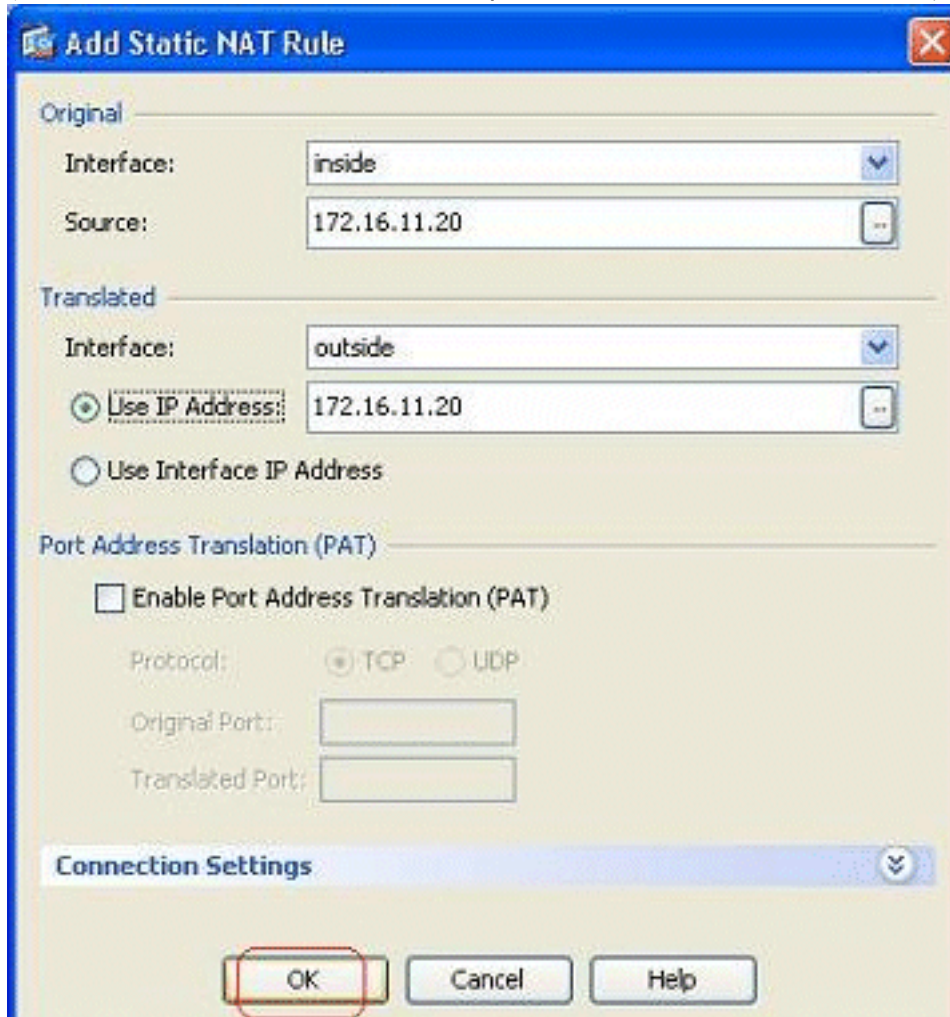 Add Static NAT Rule
Original
Interface: inside
Source: 172.16.11.20 ...
Translated
Interface: outside
Use IP Address: 172.16.11.20 ...
Use Interface IP Address
Port Address Translation (PAT)
Enable Port Address Translation (PAT)
Protocol: TCP UDP
Original Port:
Translated Port:
Connection Settings
OK Cancel Help